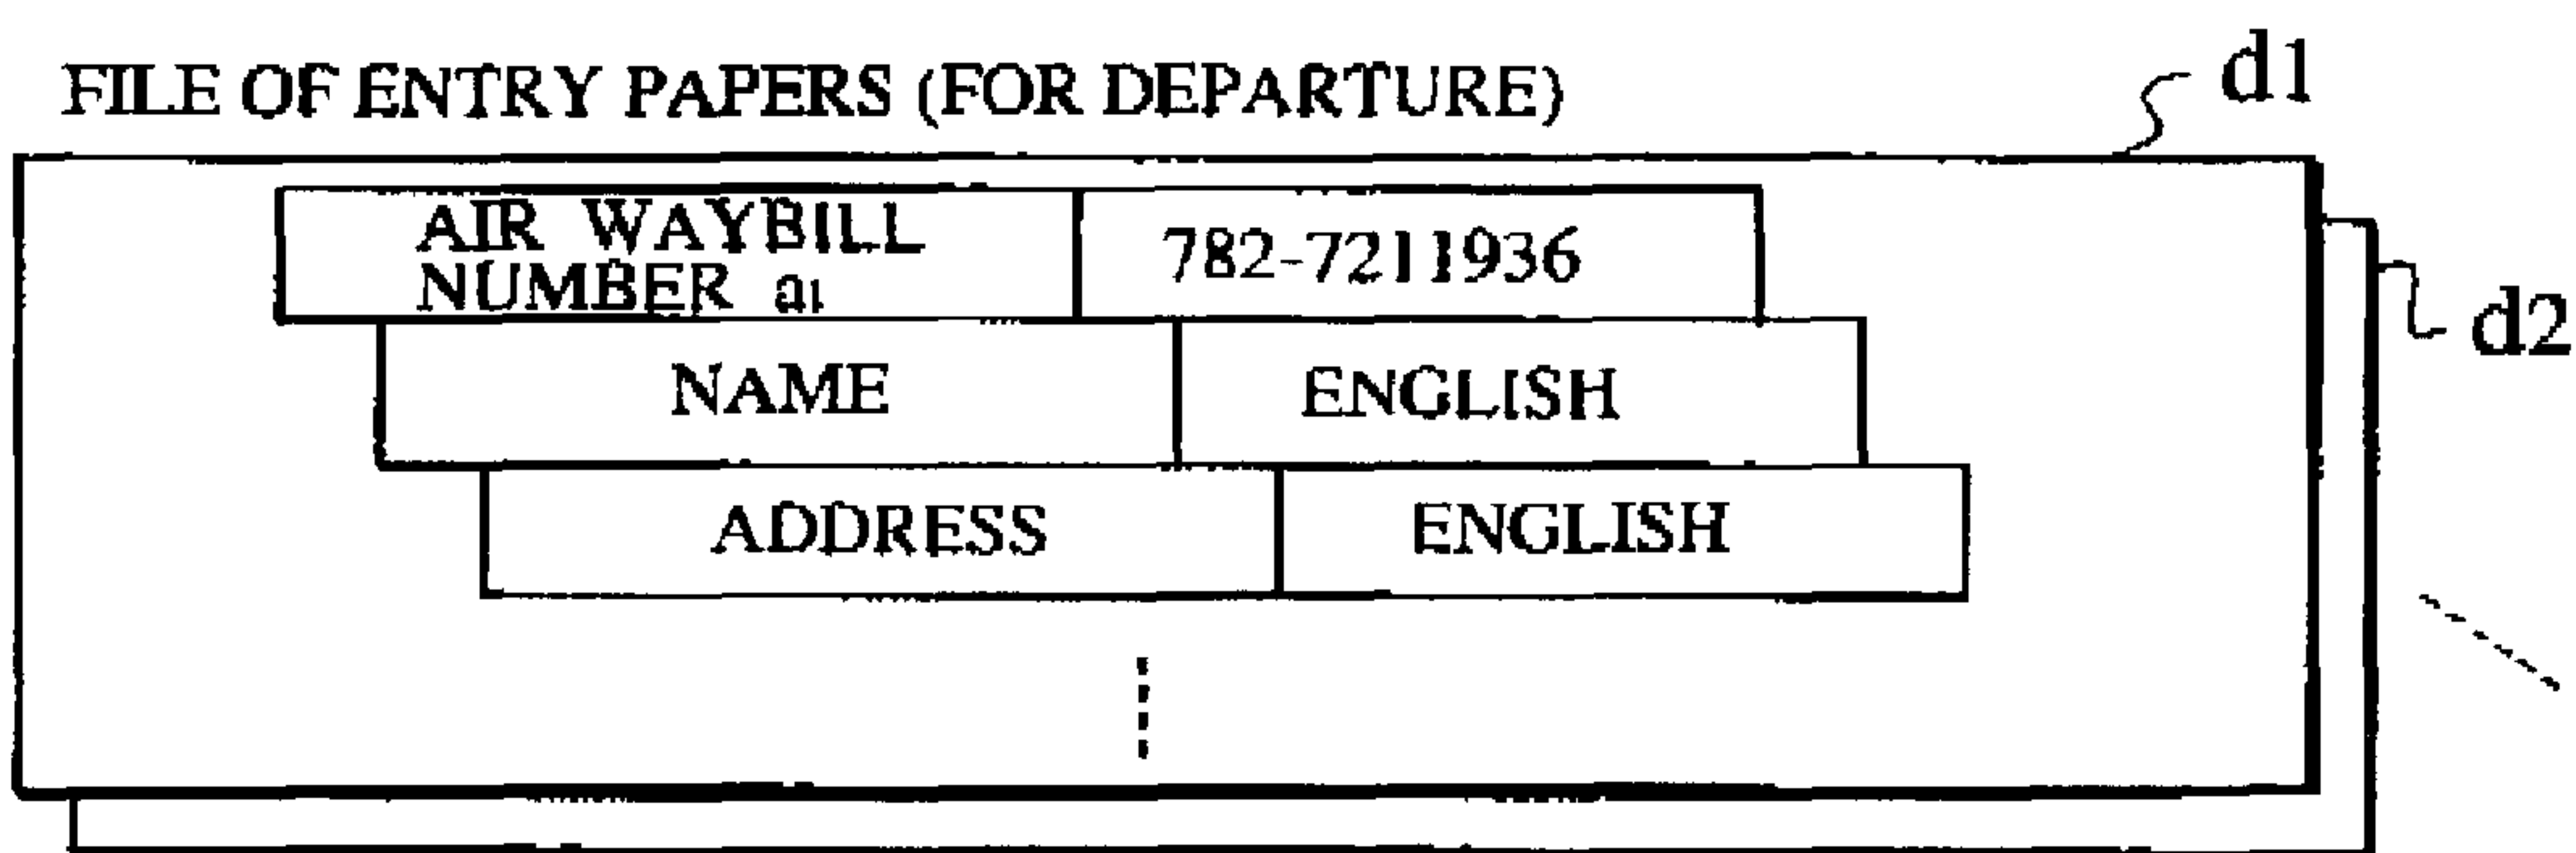 FILE OF ENTRY PAPERS (FOR DEPARTURE)
d1
AIR WAYBILL
NUMBER a1
782-7211936
d2
NAME
ENGLISH
ADDRESS
ENGLISH